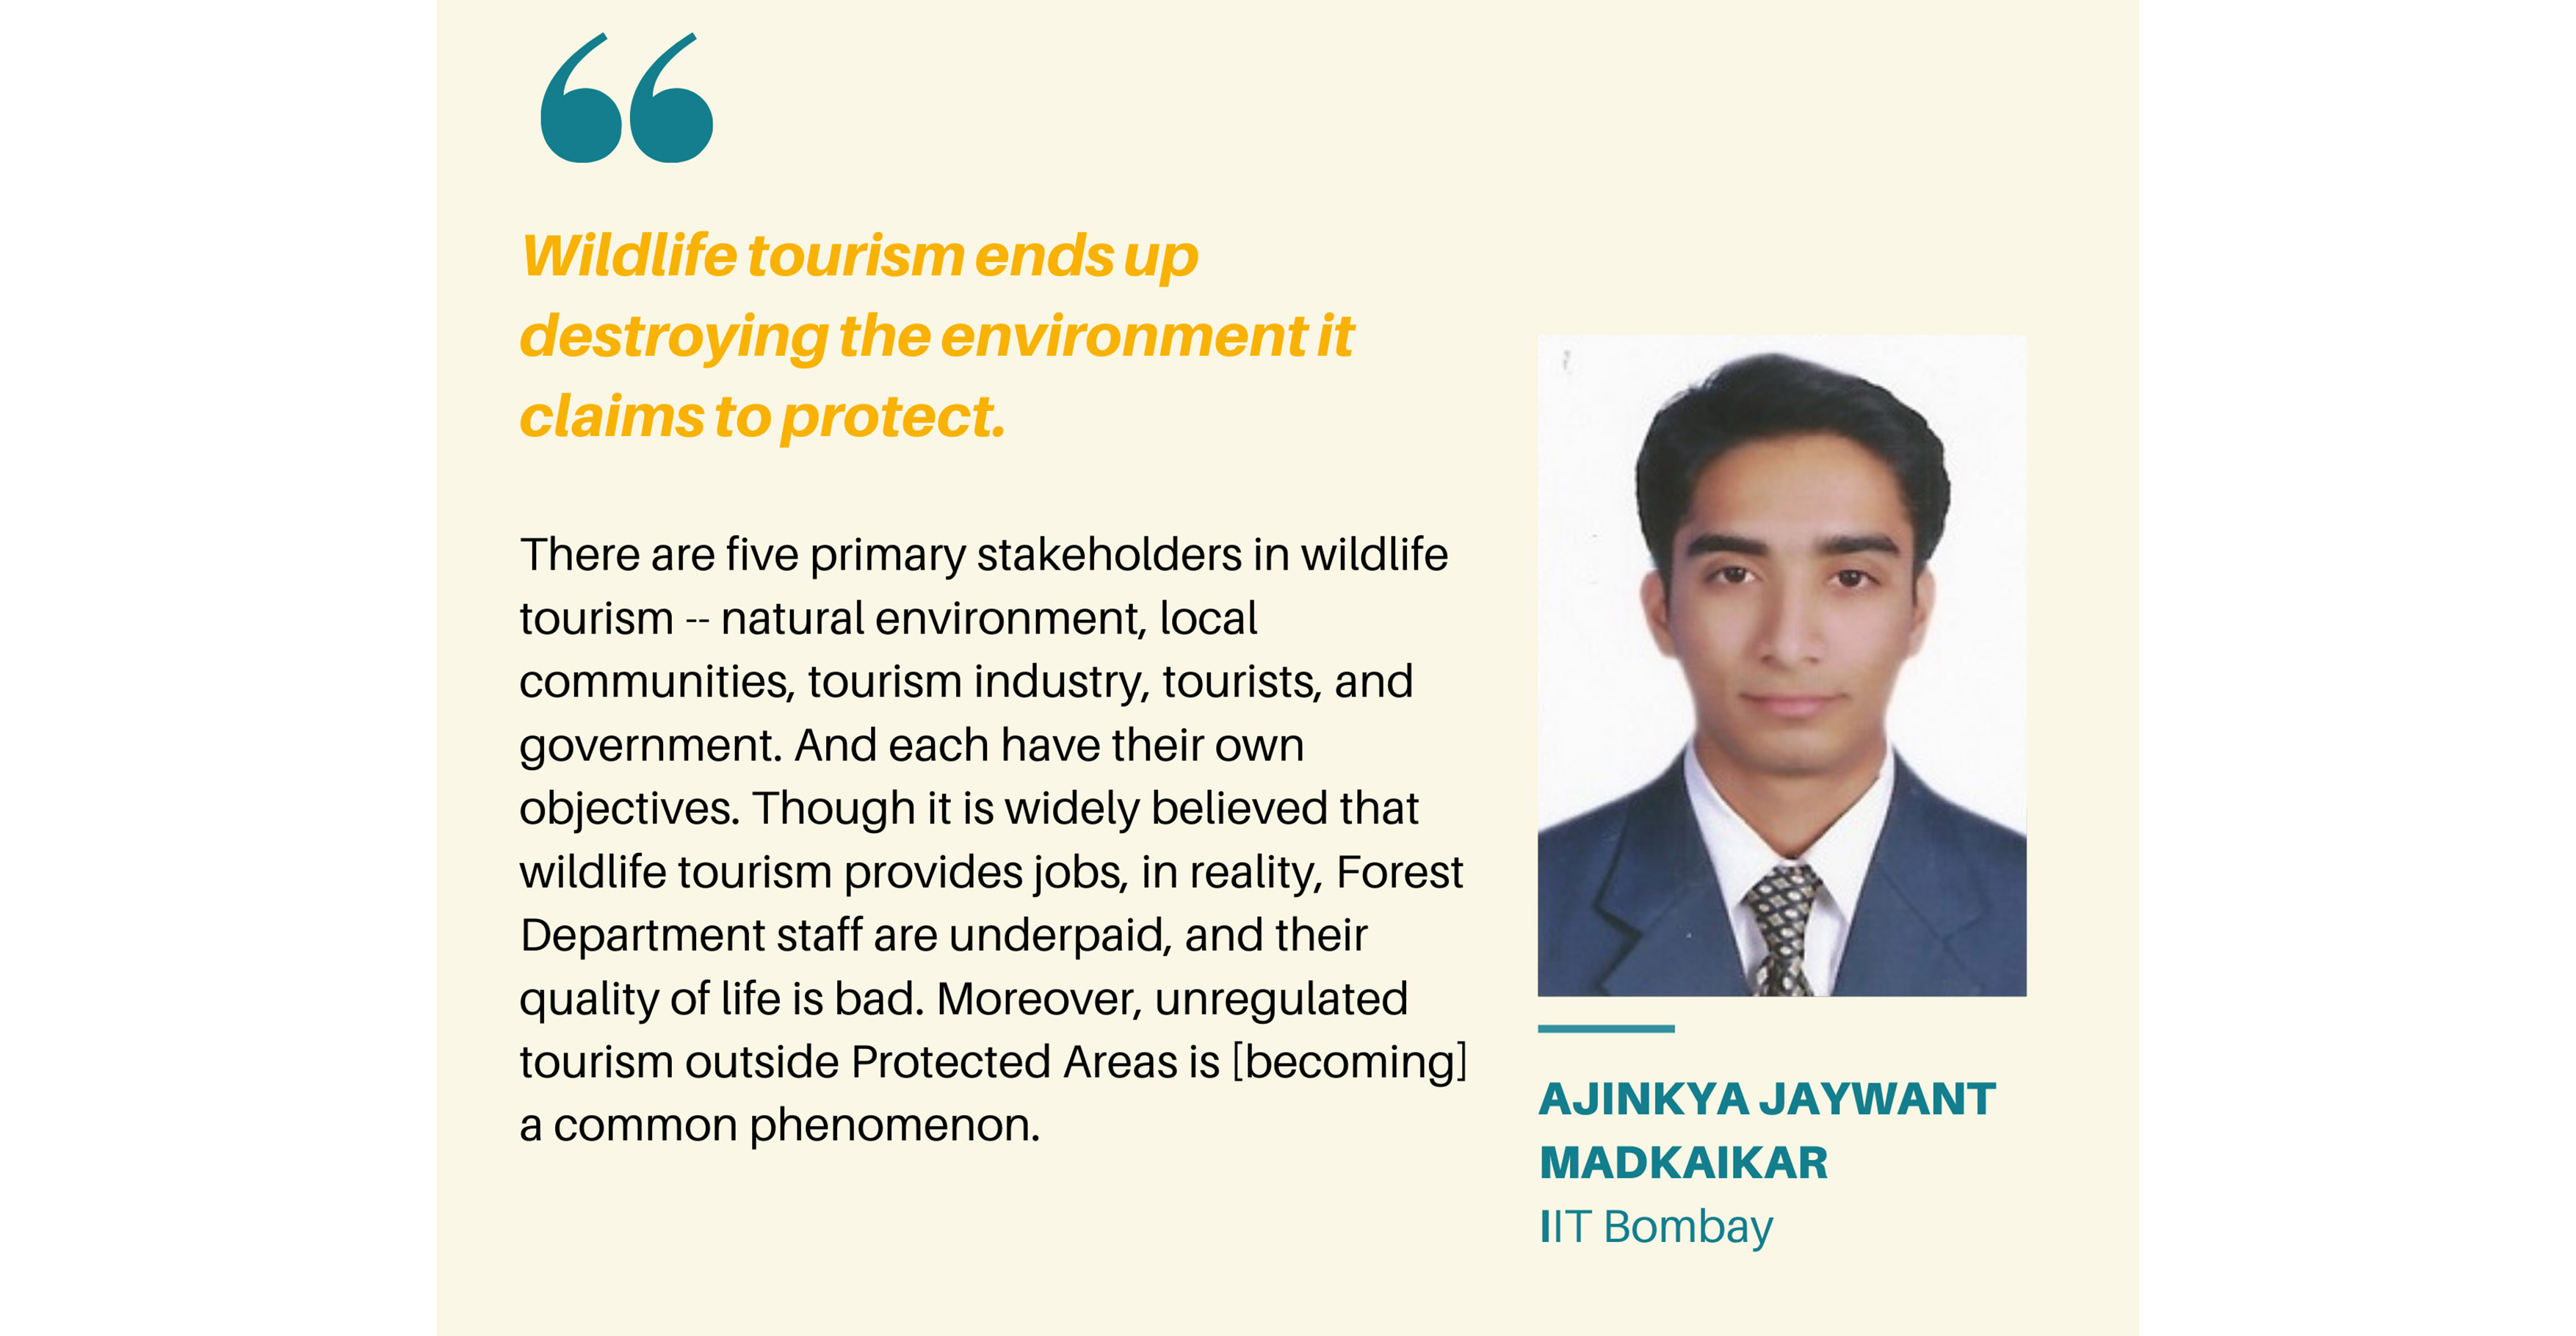 “
Wildlife tourism ends up
destroying the environment it
claims to protect.
There are five primary stakeholders in wildlife
tourism -- natural environment, local
communities, tourism industry, tourists, and
government. And each have their own
objectives. Though it is widely believed that
wildlife tourism provides jobs, in reality, Forest
Department staff are underpaid, and their
quality of life is bad. Moreover, unregulated
tourism outside Protected Areas is [becoming]
a common phenomenon.
AJINKYA JAYWANT
MADKAIKAR
IIT Bombay